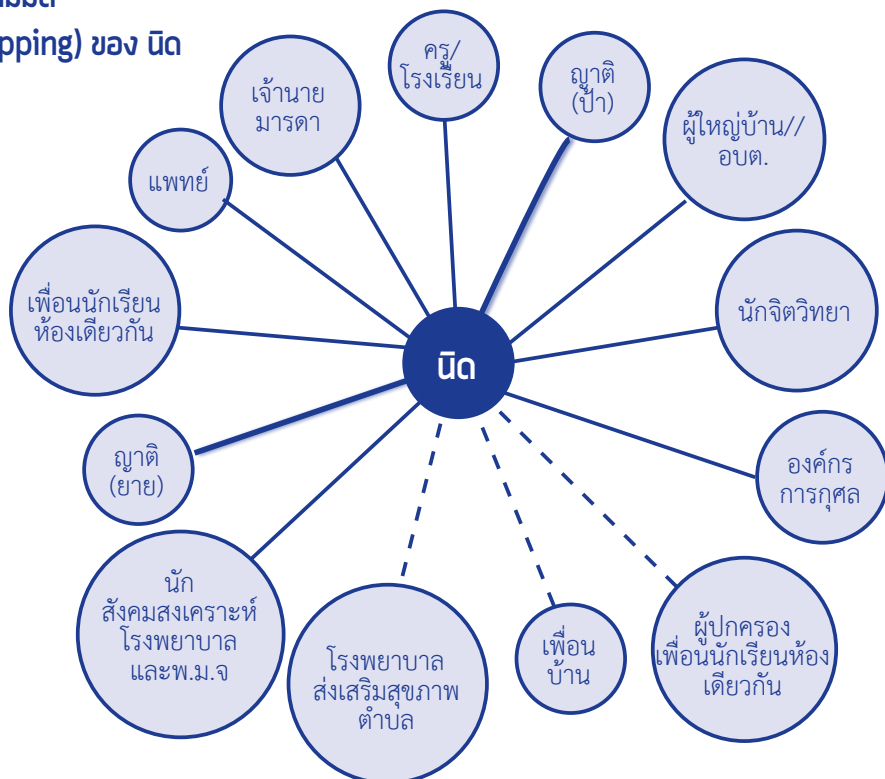 pping) ของ นิด
ครู/
โรงเรียน
ญาติ
(ป้า)
เจ้านาย
มารดา
ผู้ใหญ่บ้าน//
อบต.
แพทย์
เพื่อนนักเรียน
ห้องเดียวกัน
นักจิตวิทยา
นิด
ญาติ
(ยาย)
องค์กร
การกุศล
นัก
สังคมสงเคราะห์
โรงพยาบาล
และพ.ม.จ
โรงพยาบาล
ส่งเสริมสุขภาพ
ตำบล
เพื่อน
บ้าน
ผู้ปกครอง
เพื่อนนักเรียนห้อง
เดียวกัน